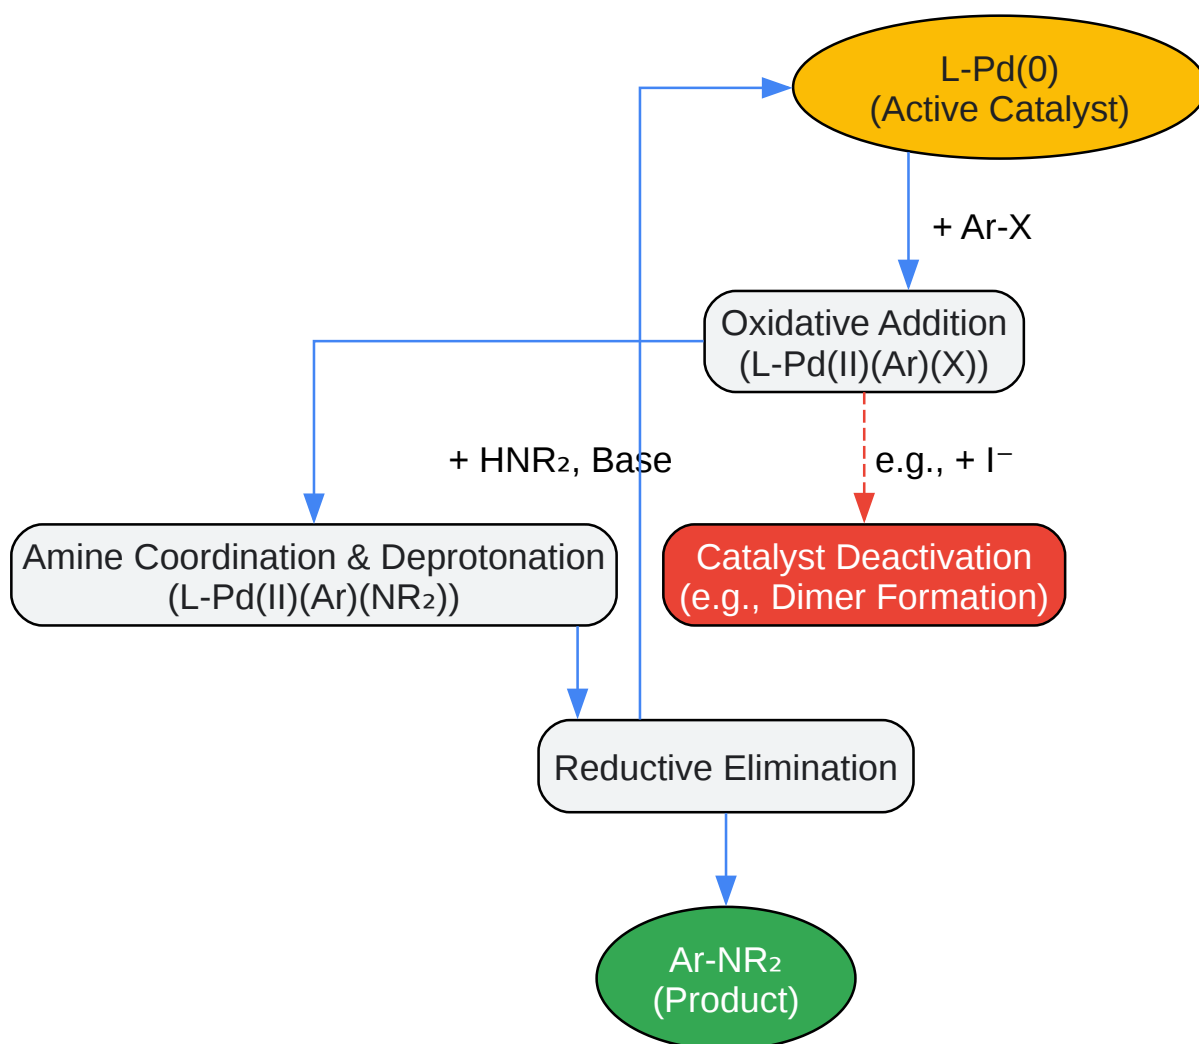 L-Pd(0)
(Active Catalyst)
+ Ar-X
Oxidative Addition
(L-Pd(II)(Ar)(X))
+ HNR₂, Base
e.g., + I⁻
Amine Coordination & Deprotonation
(L-Pd(II)(Ar)(NR₂))
Catalyst Deactivation
(e.g., Dimer Formation)
Reductive Elimination
Ar-NR₂
(Product)